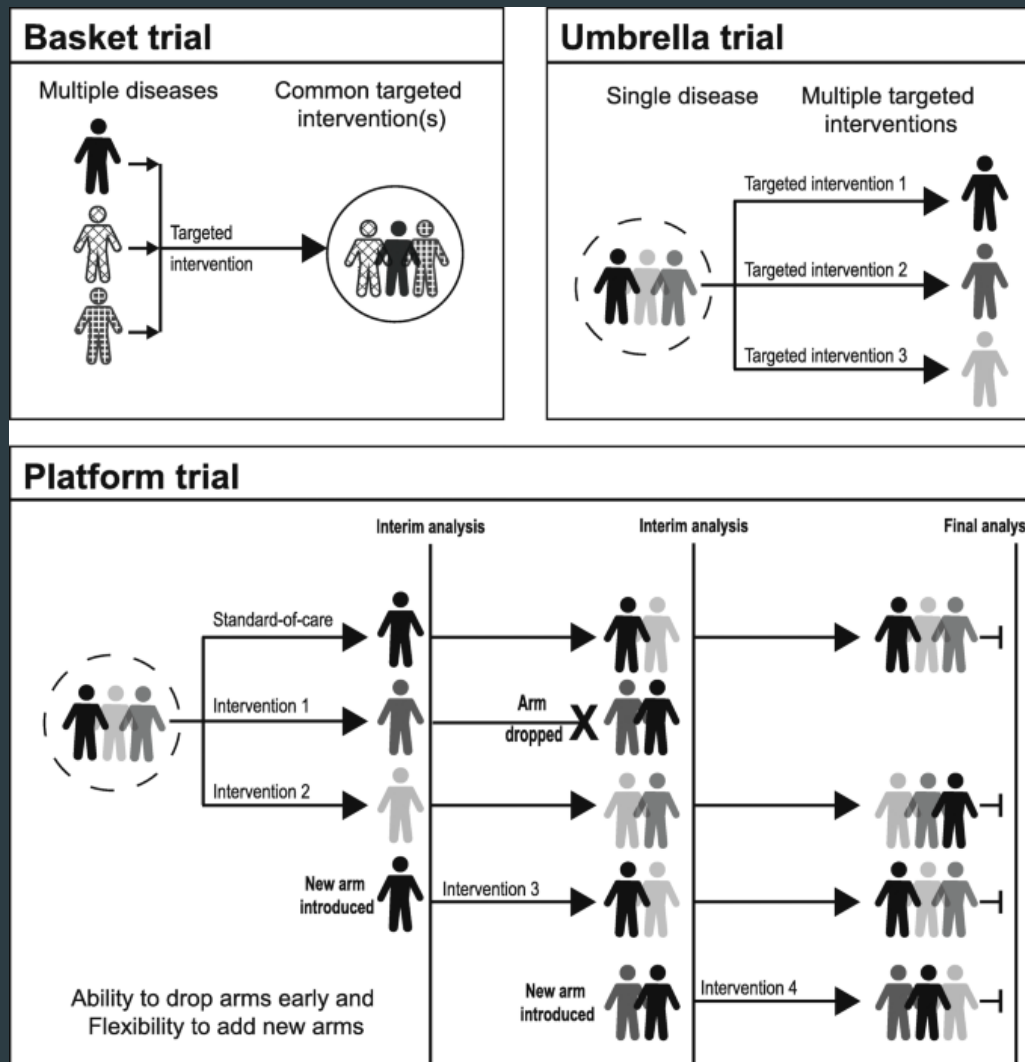 Basket trial
Multiple diseases
Common targeted
intervention(s)
Targeted
intervention
Umbrella trial
Single disease
Multiple targeted
interventions
Targeted intervention 1
Targeted intervention 2
Targeted intervention 3
Platform trial
Interim analysis
Interim analysis
Final analys
Standard-of-care
Intervention 1
Arm
dropped
X
Intervention 2
New arm
introduced
Intervention 3
New arm
introduced
Intervention 4
Ability to drop arms early and
Flexibility to add new arms